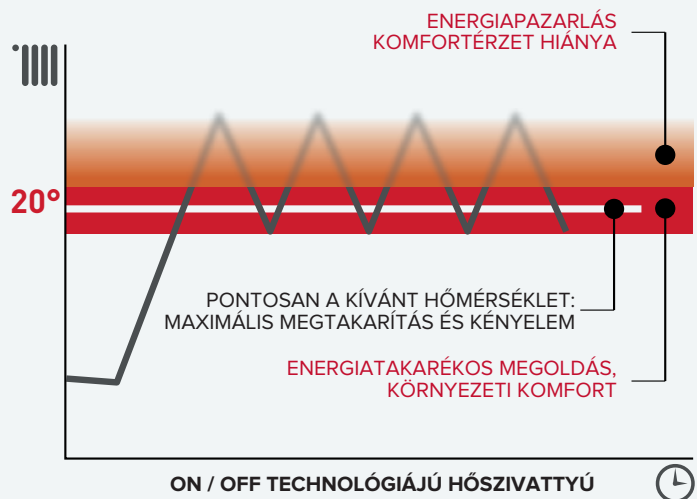 ENERGIAPAZARLÁS
KOMFORTÉRZET HIÁNYA
20°
PONTOSAN A KÍVÁNT HŐMÉRSÉKLET:
MAXIMÁLIS MEGTAKARÍTÁS ÉS KÉNYELEM
ENERGIATAKARÉKOS MEGOLDÁS,
KÖRNYEZETI KOMFORT
ON / OFF TECHNOLÓGIÁJÚ HŐSZIVATTYÚ